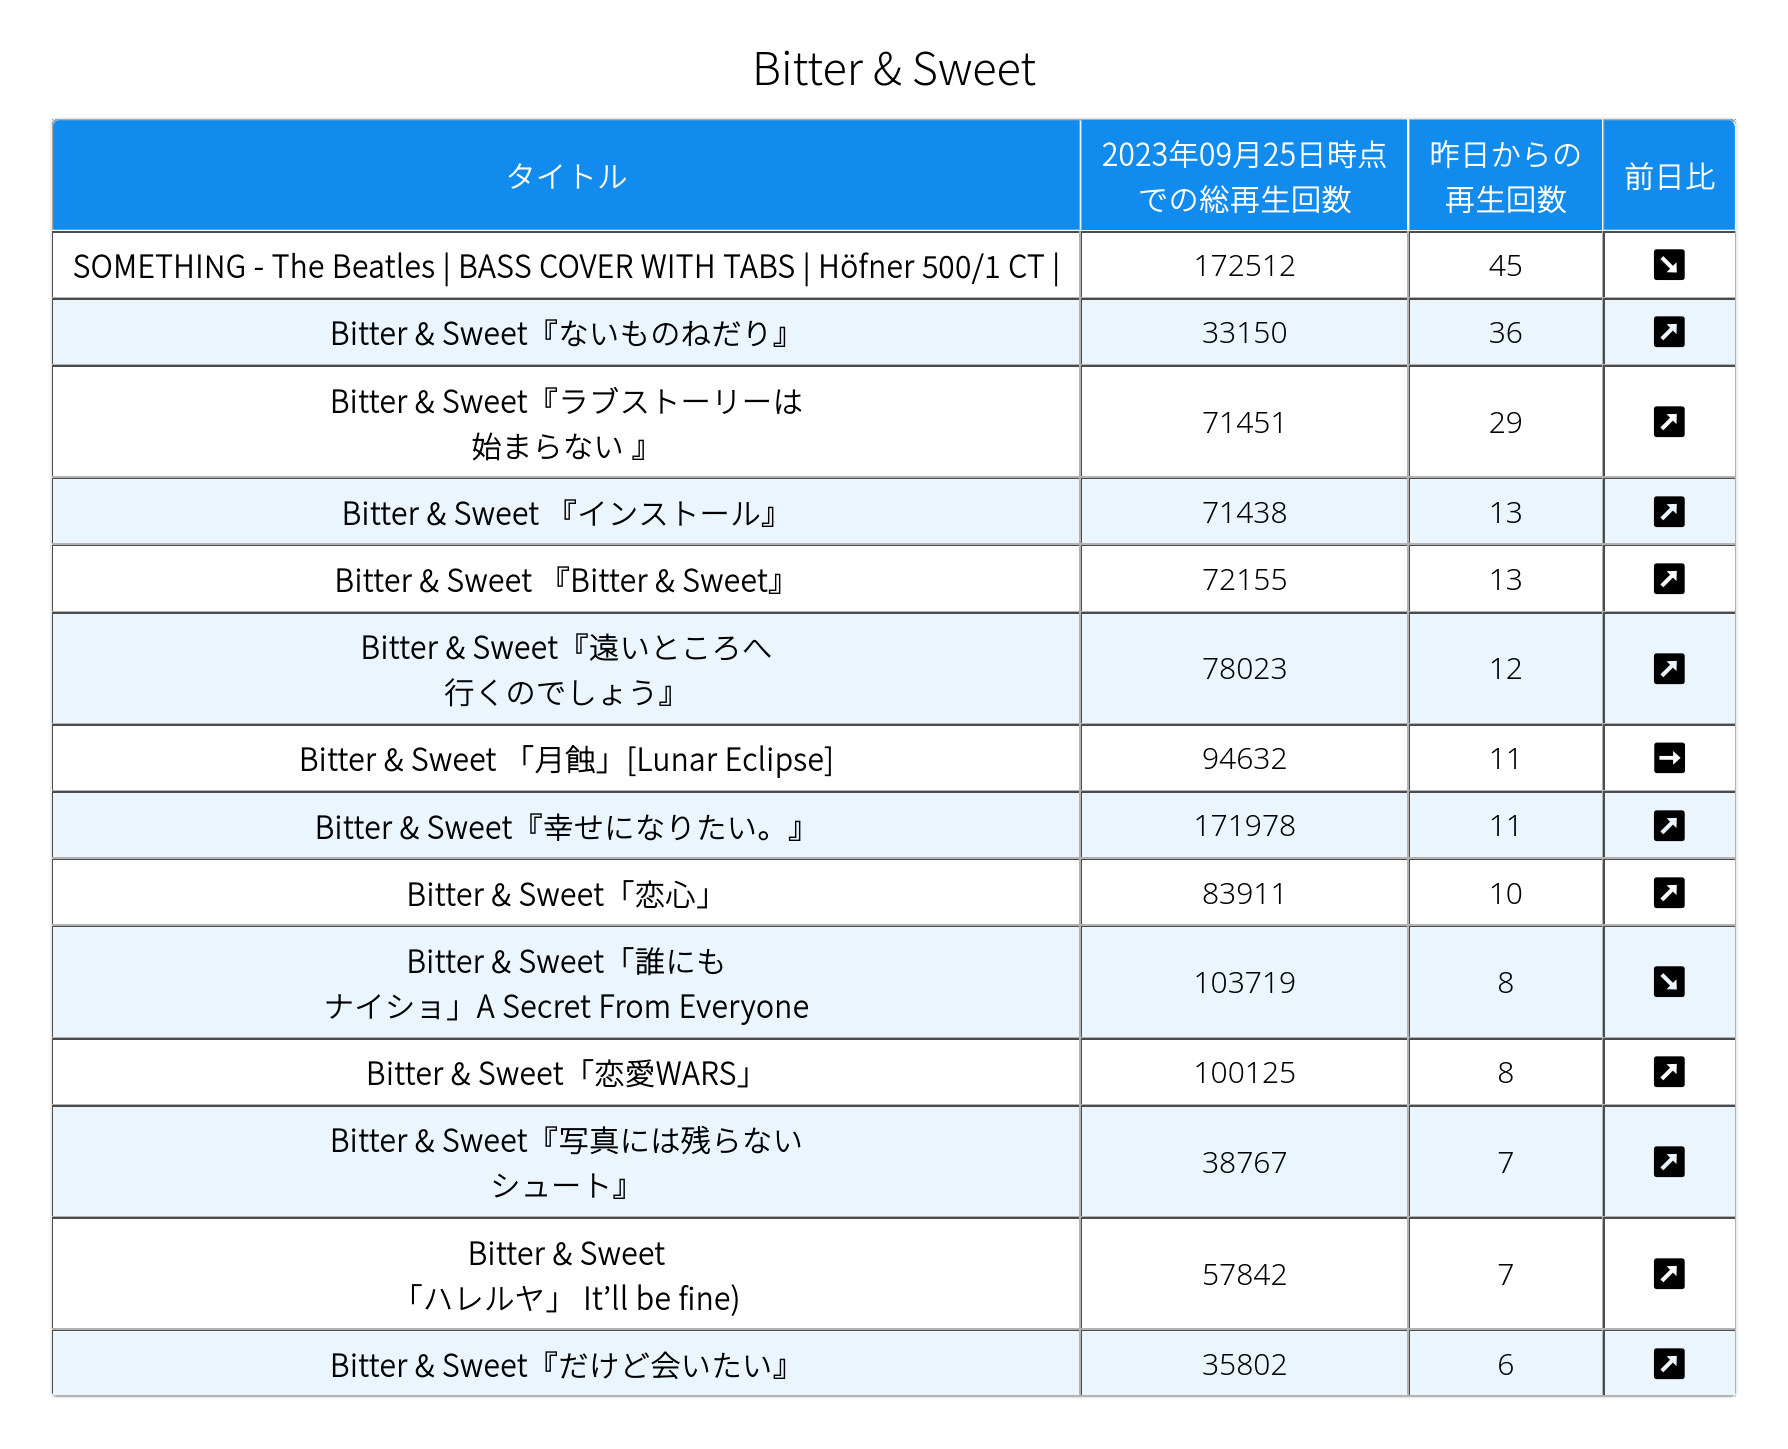 Bitter & Sweet
タイトル
2023年09月25日時点
での総再生回数
昨日からの
再生回数
前日比
SOMETHING - The Beatles | BASS COVER WITH TABS | Höfner 500/1 CT |
172512
45
Bitter & Sweet『ないものねだり』
33150
36
Bitter & Sweet『ラブストーリーは
始まらない 』
71451
29
Bitter & Sweet 『インストール』
71438
13
Bitter & Sweet 『Bitter & Sweet』
72155
13
Bitter & Sweet『遠いところへ
行くのでしょう』
78023
12
Bitter & Sweet 「月蝕」[Lunar Eclipse]
94632
11
Bitter & Sweet『幸せになりたい。』
171978
11
Bitter & Sweet「恋心」
83911
10
Bitter & Sweet「誰にも
ナイショ」A Secret From Everyone
103719
8
Bitter & Sweet「恋愛WARS」
100125
8
Bitter & Sweet『写真には残らない
シュート』
38767
7
Bitter & Sweet
「ハレルヤ」 It’ll be fine)
57842
7
Bitter & Sweet『だけど会いたい』
35802
6